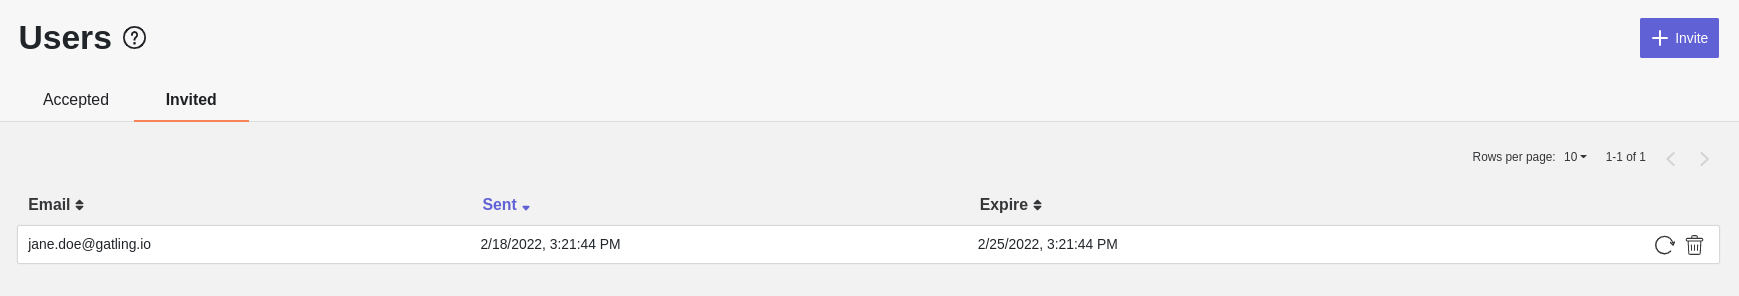 Users
Invite
Accepted Invited
Rows per page: 10 1-1 of 1
Email Sent Expire
jane.doe@gatling.io 2/18/2022, 3:21:44 PM 2/25/2022, 3:21:44 PM